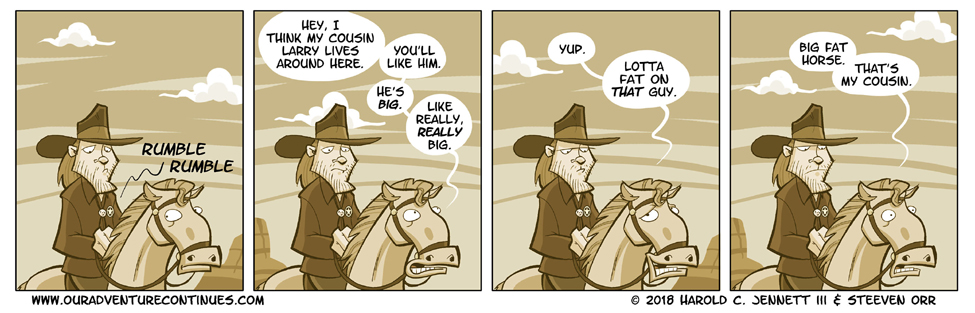 RUMBLE
RUMBLE
HEY, I
THINK MY COUSIN
LARRY LIVES
AROUND HERE.
YOU'LL
LIKE HIM.
HE'S
BIG.
LIKE
REALLY,
REALLY
BIG.
YUP.
LOTTA
FAT ON
THAT GUY.
BIG FAT
HORSE.
THAT'S
MY COUSIN.
WWW.OURADVENTURECONTINUES.COM
© 2018 HAROLD C. JENNETT III & STEEVEN ORR